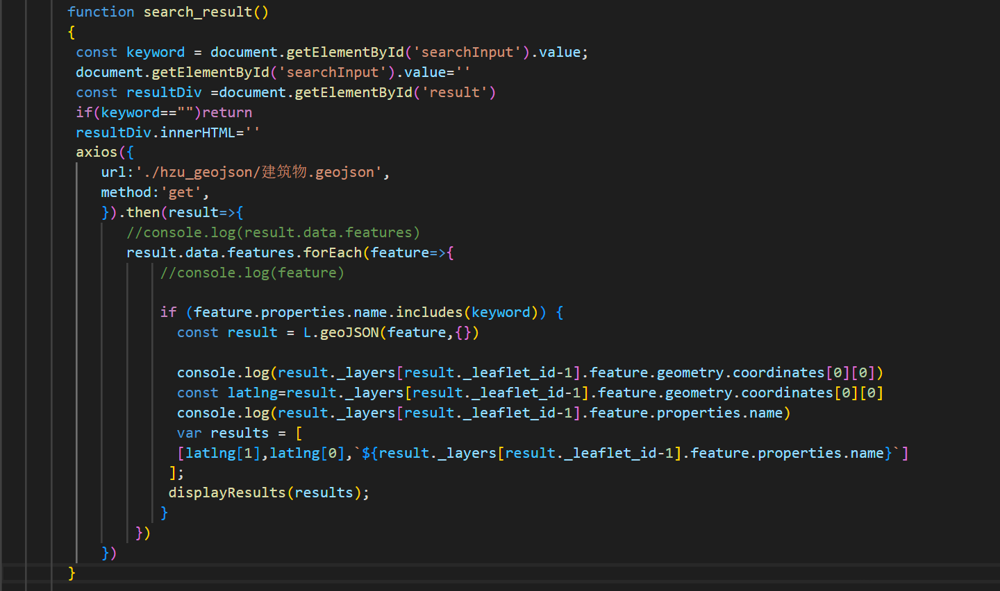 function search_result()
{
const keyword = document.getElementById('searchInput').value;
document.getElementById('searchInput').value=''
const resultDiv =document.getElementById('result')
if(keyword=="")return
resultDiv.innerHTML=''
axios({
url:'./hzu_geojson/建筑物.geojson',
method:'get',
}).then(result=>{
//console.log(result.data.features)
result.data.features.forEach(feature=>{
//console.log(feature)
if (feature.properties.name.includes(keyword)) {
const result = L.geoJSON(feature,{})
console.log(result._layers[result._leaflet_id-1].feature.geometry.coordinates[0][0])
const latlng=result._layers[result._leaflet_id-1].feature.geometry.coordinates[0][0]
console.log(result._layers[result._leaflet_id-1].feature.properties.name)
var results = [
[latlng[1],latlng[0],`${result._layers[result._leaflet_id-1].feature.properties.name}`]
];
displayResults(results);
}
})
})
}